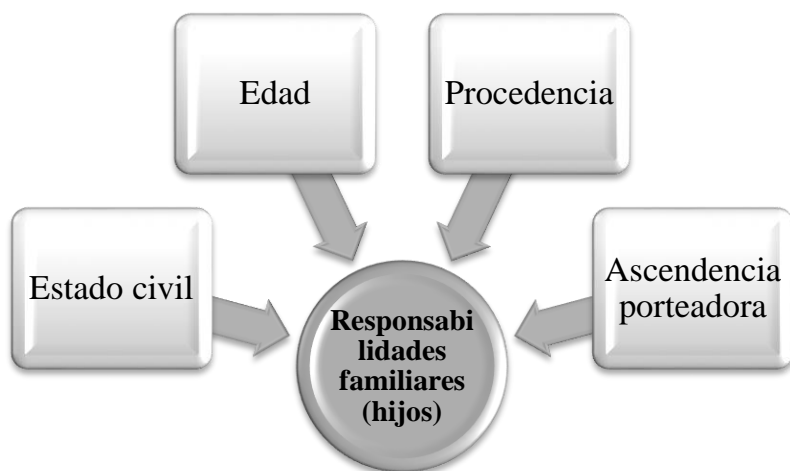 Edad
Procedencia
Estado civil
Ascendencia
porteadora
Responsabi
lidades
familiares
(hijos)